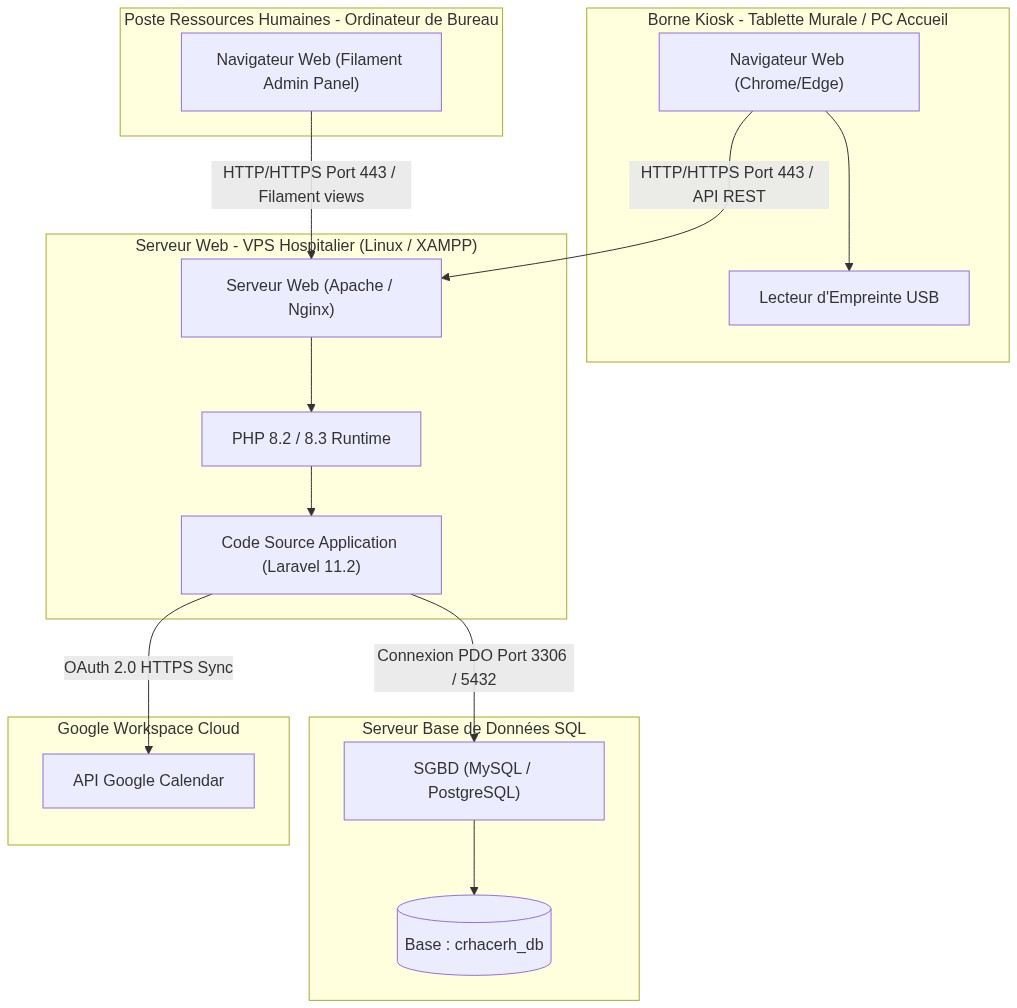 Poste Ressources Humaines - Ordinateur de Bureau
Navigateur Web (Filament
Admin Panel)
Borne Kiosk - Tablette Murale / PC Accueil
Navigateur Web
(Chrome/Edge)
HTTP/HTTPS Port 443 /
Filament views
HTTP/HTTPS Port 443 /
API REST
Lecteur d'Empreinte USB
Serveur Web - VPS Hospitalier (Linux / XAMPP)
Serveur Web (Apache /
Nginx)
PHP 8.2 / 8.3 Runtime
Code Source Application
(Laravel 11.2)
OAuth 2.0 HTTPS Sync
Connexion PDO Port 3306
/ 5432
Google Workspace Cloud
API Google Calendar
Serveur Base de Données SQL
SGBD (MySQL /
PostgreSQL)
Base : crhacerh_db